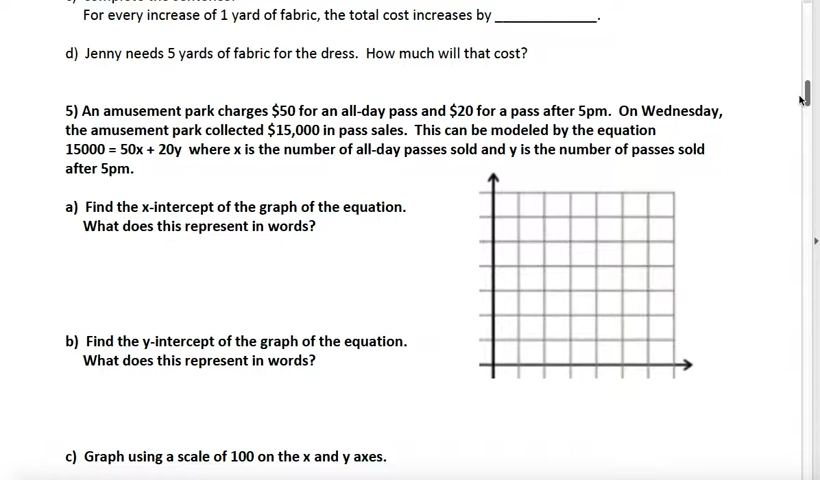 For every increase of 1 yard of fabric, the total cost increases by _____________.
d) Jenny needs 5 yards of fabric for the dress. How much will that cost?
5) An amusement park charges $50 for an all-day pass and $20 for a pass after 5pm. On Wednesday,
the amusement park collected $15,000 in pass sales. This can be modeled by the equation
15000 = 50x + 20y where x is the number of all-day passes sold and y is the number of passes sold
after 5pm.
a) Find the x-intercept of the graph of the equation.
What does this represent in words?
b) Find the y-intercept of the graph of the equation.
What does this represent in words?
c) Graph using a scale of 100 on the x and y axes.